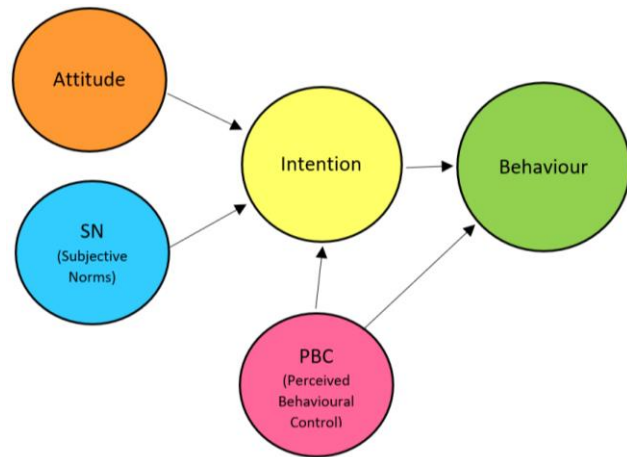 Attitude
Intention
Behaviour
SN
(Subjective
Norms)
PBC
(Perceived
Behavioural
Control)